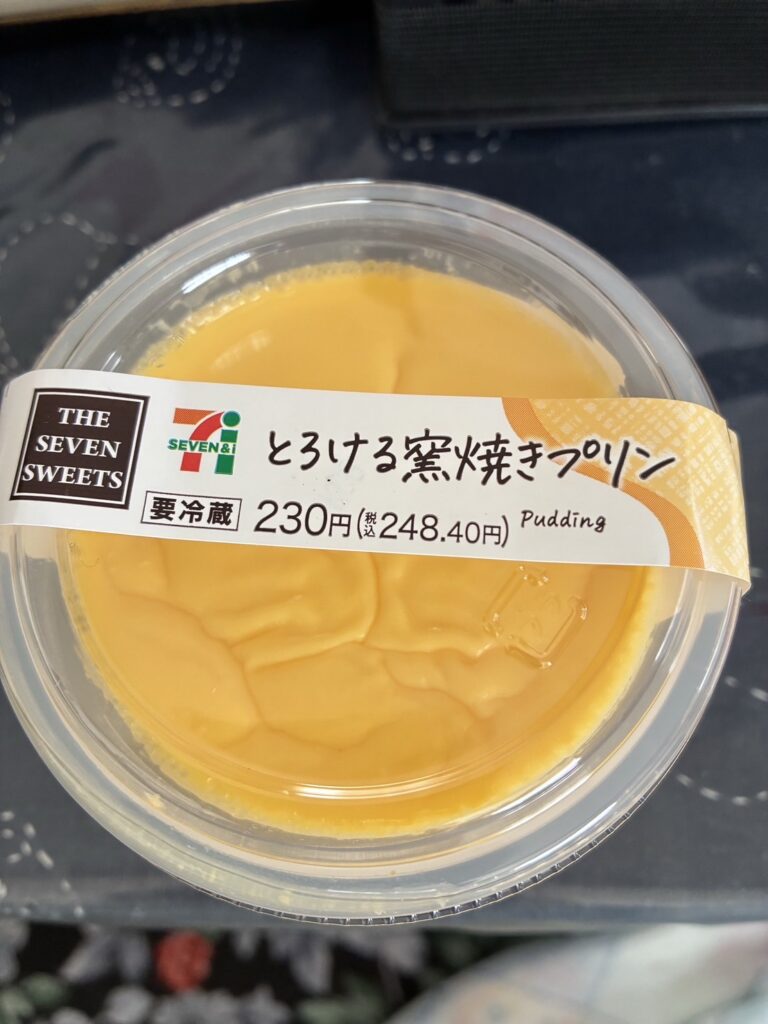 THE
SEVEN
SWEETS
7i
SEVEN&i
とろける窯焼きプリン
要冷蔵 230円(税込248.40円) Pudding